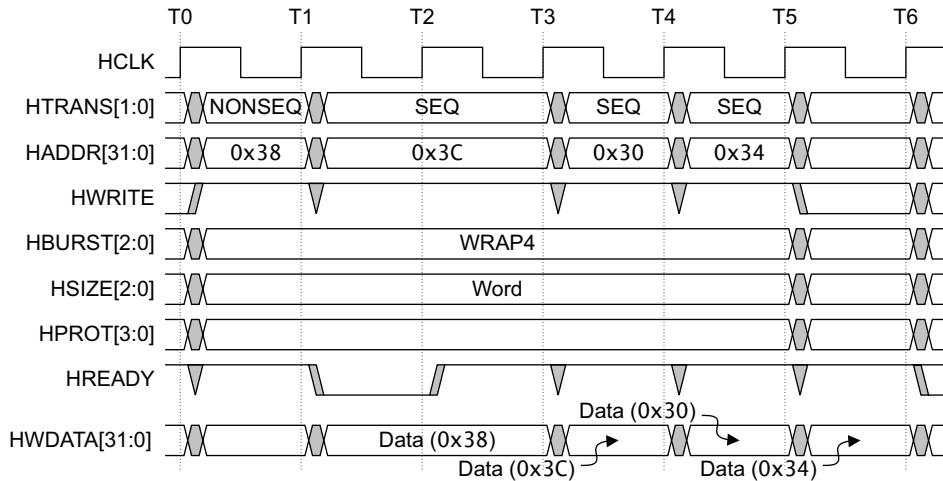 T0 T1 T2 T3 T4 T5 T6
HCLK
HTRANS[1:0] NONSEQ SEQ SEQ SEQ
HADDR[31:0] 0x38 0x3C 0x30 0x34
HWRITE
HBURST[2:0] WRAP4
HSIZE[2:0] Word
HPROT[3:0]
HREADY
Data (0x30)
HWDATA[31:0] Data (0x38)
Data (0x3C) Data (0x34)